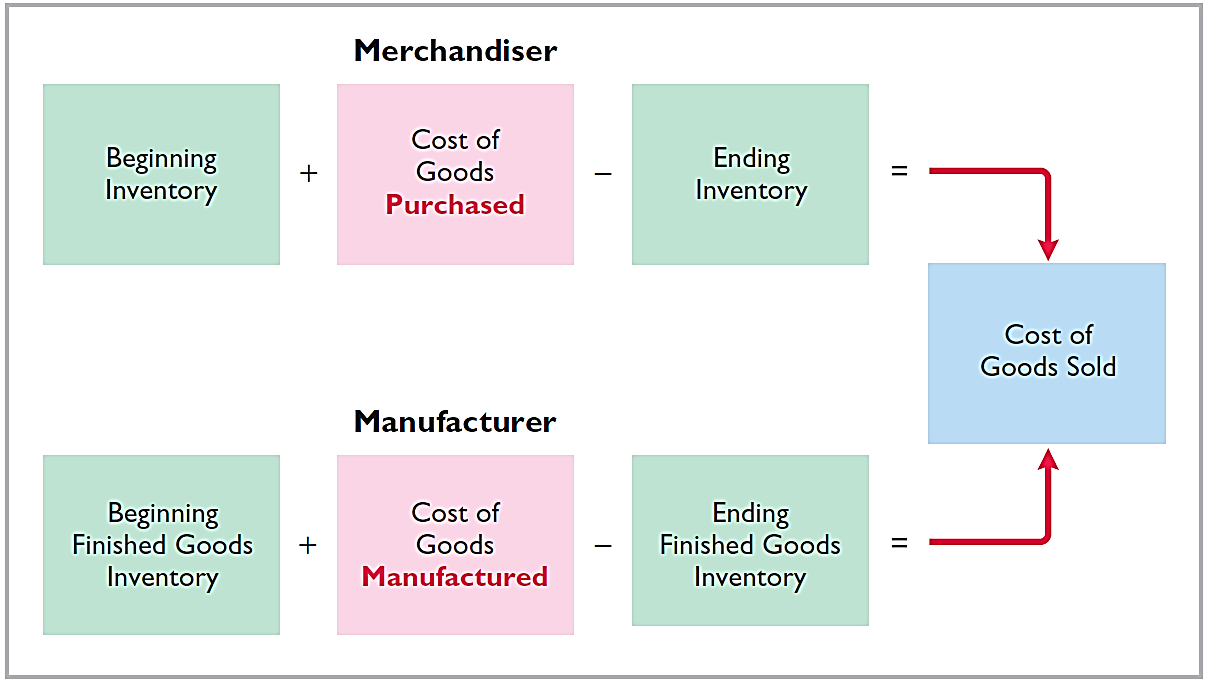 Merchandiser
Beginning
Inventory
+
Cost of
Goods
Purchased
–
Ending
Inventory
=
Cost of
Goods Sold
Manufacturer
Beginning
Finished Goods
Inventory
+
Cost of
Goods
Manufactured
–
Ending
Finished Goods
Inventory
=